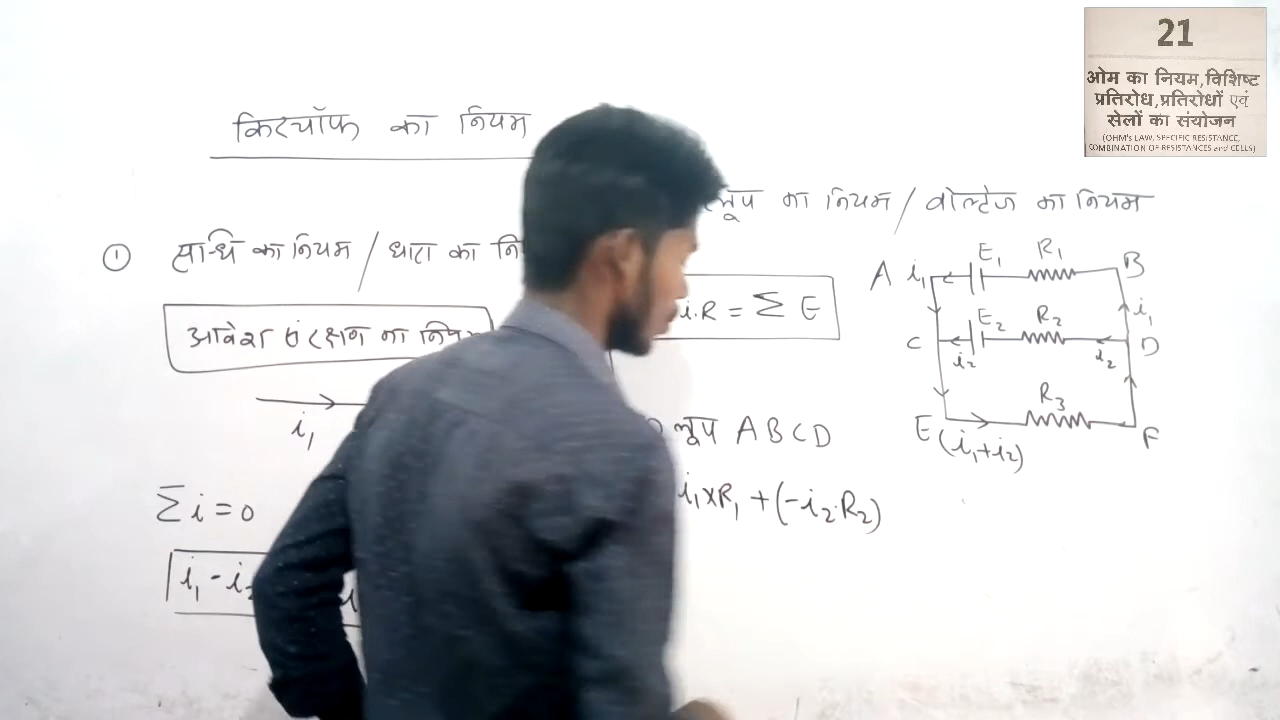 21
ओम का नियम,विशिष्ट
प्रतिरोध,प्रतिरोधों एवं
सेलों का संयोजन
(OHM's LAW, SPECIFIC RESISTANCE,
COMBINATION OF RESISTANCES and CELLS)
किरचॉफ का नियम
लूप का नियम / वोल्टेज का नियम
① संधि का नियम / धारा का
आवेश संरक्षण का
i₁
Σi = 0
i₁ - i₂
i.R = Σ E
लूप A B C D
i₁×R₁ + (-i₂.R₂)
A i₁ E₁ R₁ B
i₁
C E₂ R₂ D
i₂ i₂
R₃
E F
(i₁+i₂)